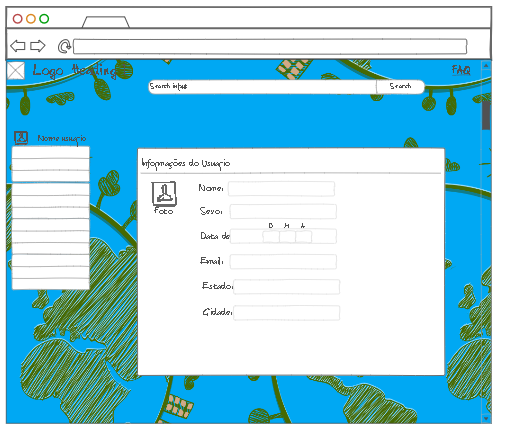 Logo Heading
FAQ
Search input
Search
Nome usuario
Informações do Usuario
Foto
Nome:
Sexo:
D M A
Data de
Email:
Estado:
Cidade: